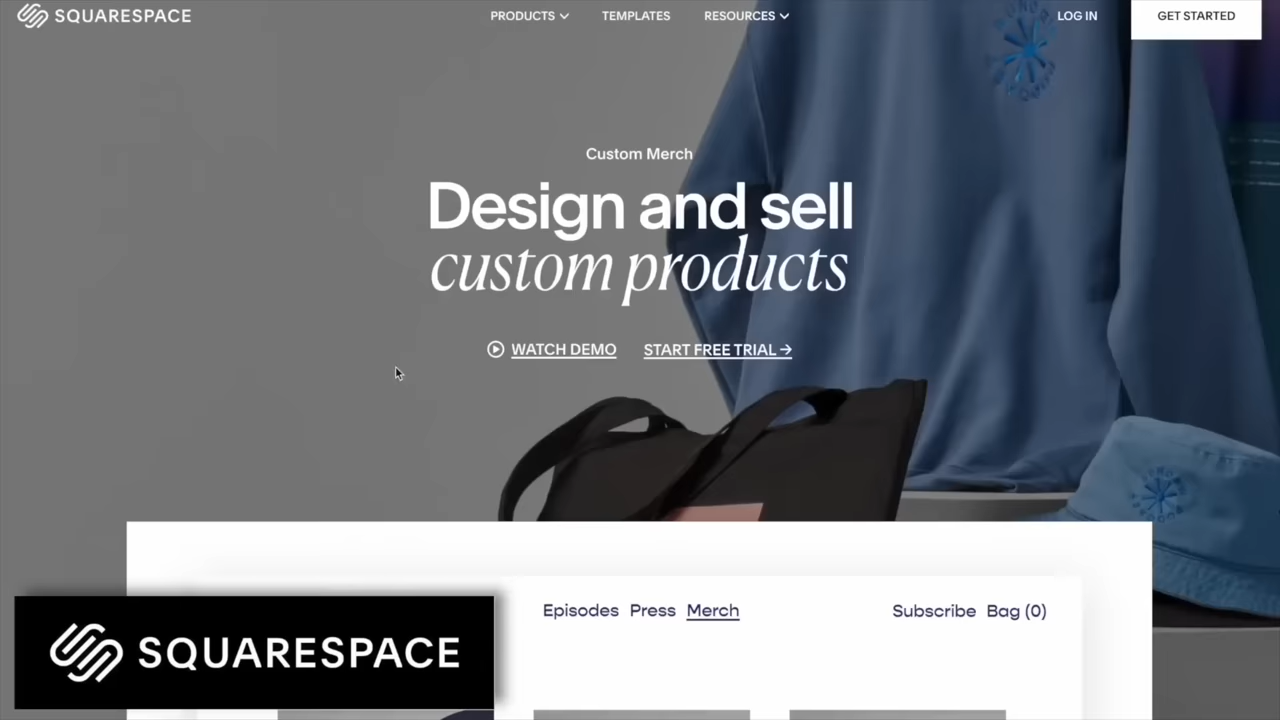 SQUARESPACE
PRODUCTS
TEMPLATES
RESOURCES
LOG IN
GET STARTED
Custom Merch
Design and sell
custom products
WATCH DEMO
START FREE TRIAL →
Episodes Press Merch
Subscribe Bag (0)
SQUARESPACE